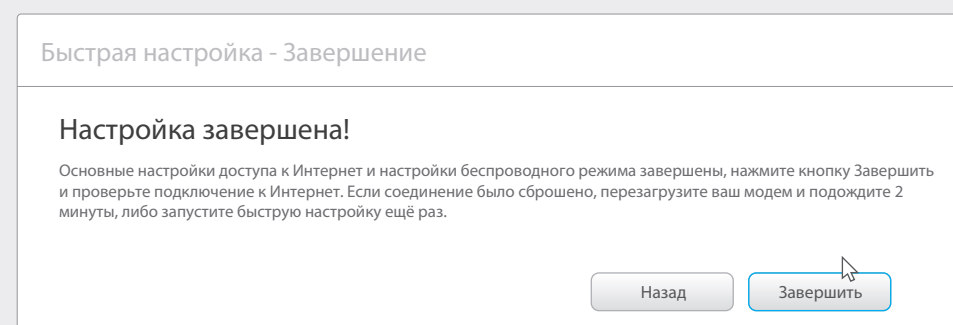 Быстрая настройка - Завершение
Настройка завершена!
Основные настройки доступа к Интернет и настройки беспроводного режима завершены, нажмите кнопку Завершить
и проверьте подключение к Интернет. Если соединение было сброшено, перезагрузите ваш модем и подождите 2
минуты, либо запустите быструю настройку ещё раз.
Назад
Завершить